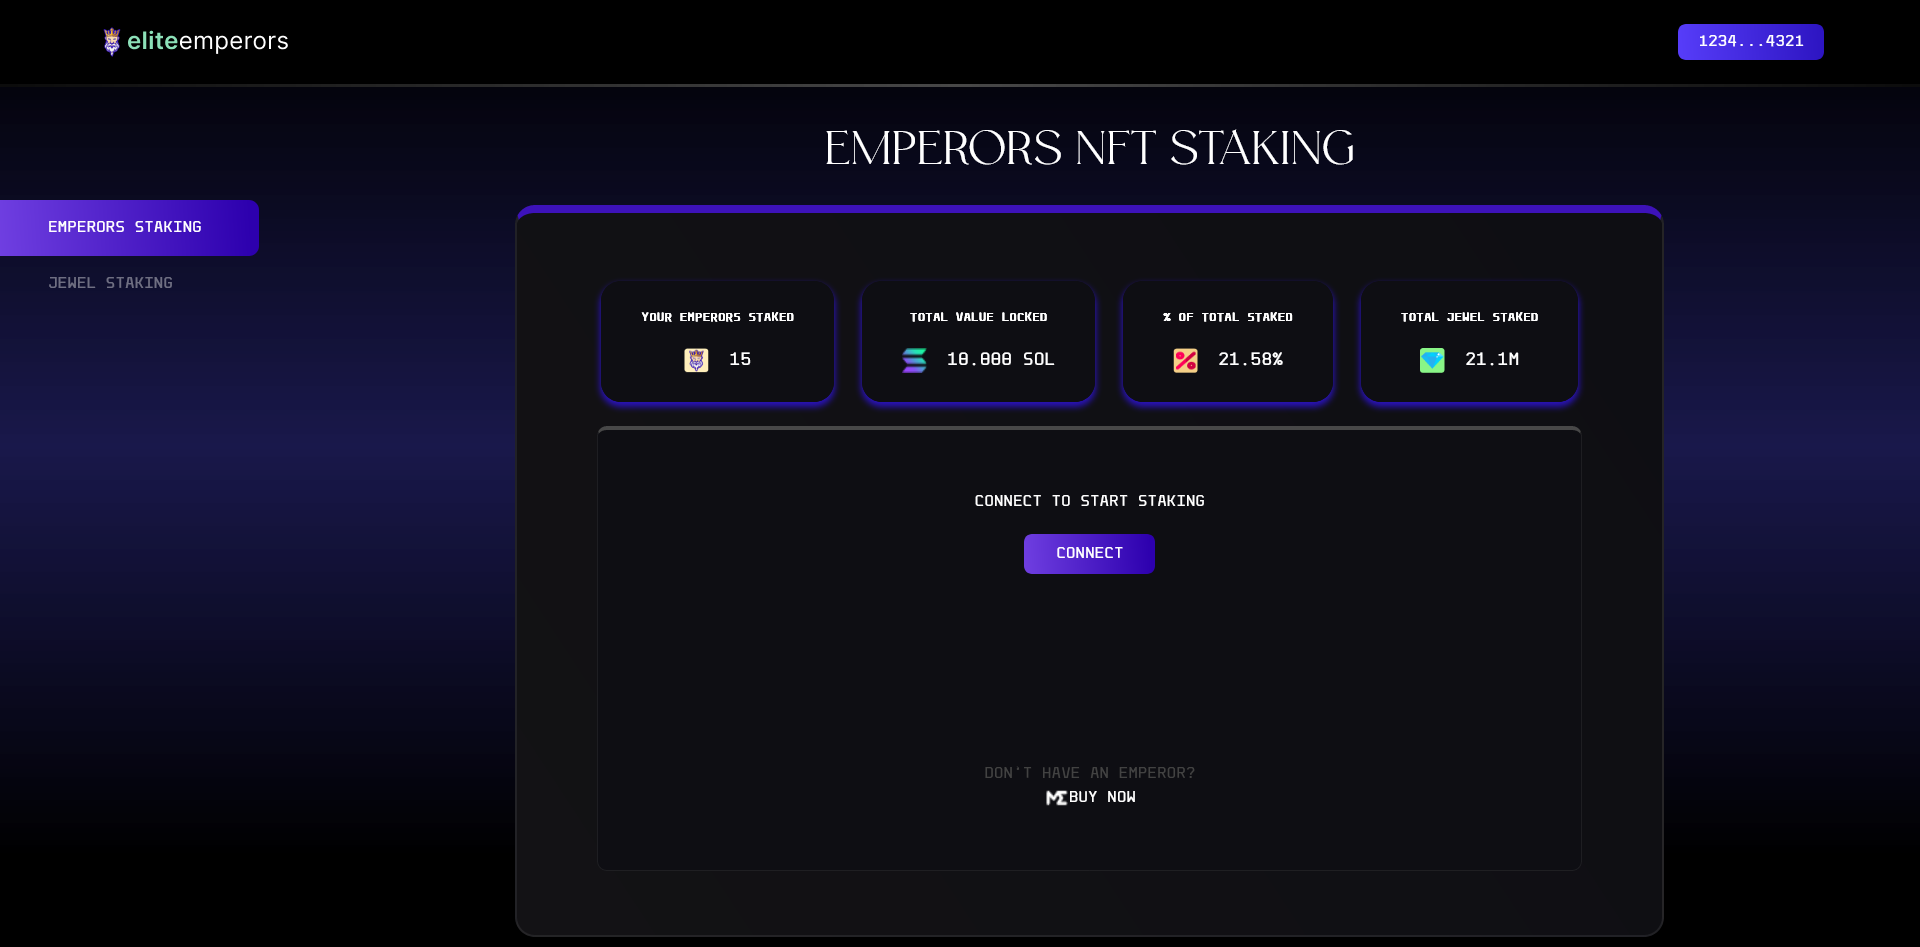 eliteemperors
1234...4321
EMPERORS NFT STAKING
EMPERORS STAKING
JEWEL STAKING
YOUR EMPERORS STAKED
15
TOTAL VALUE LOCKED
10.000 SOL
% OF TOTAL STAKED
21.58%
TOTAL JEWEL STAKED
21.1M
CONNECT TO START STAKING
CONNECT
DON'T HAVE AN EMPEROR?
ME BUY NOW